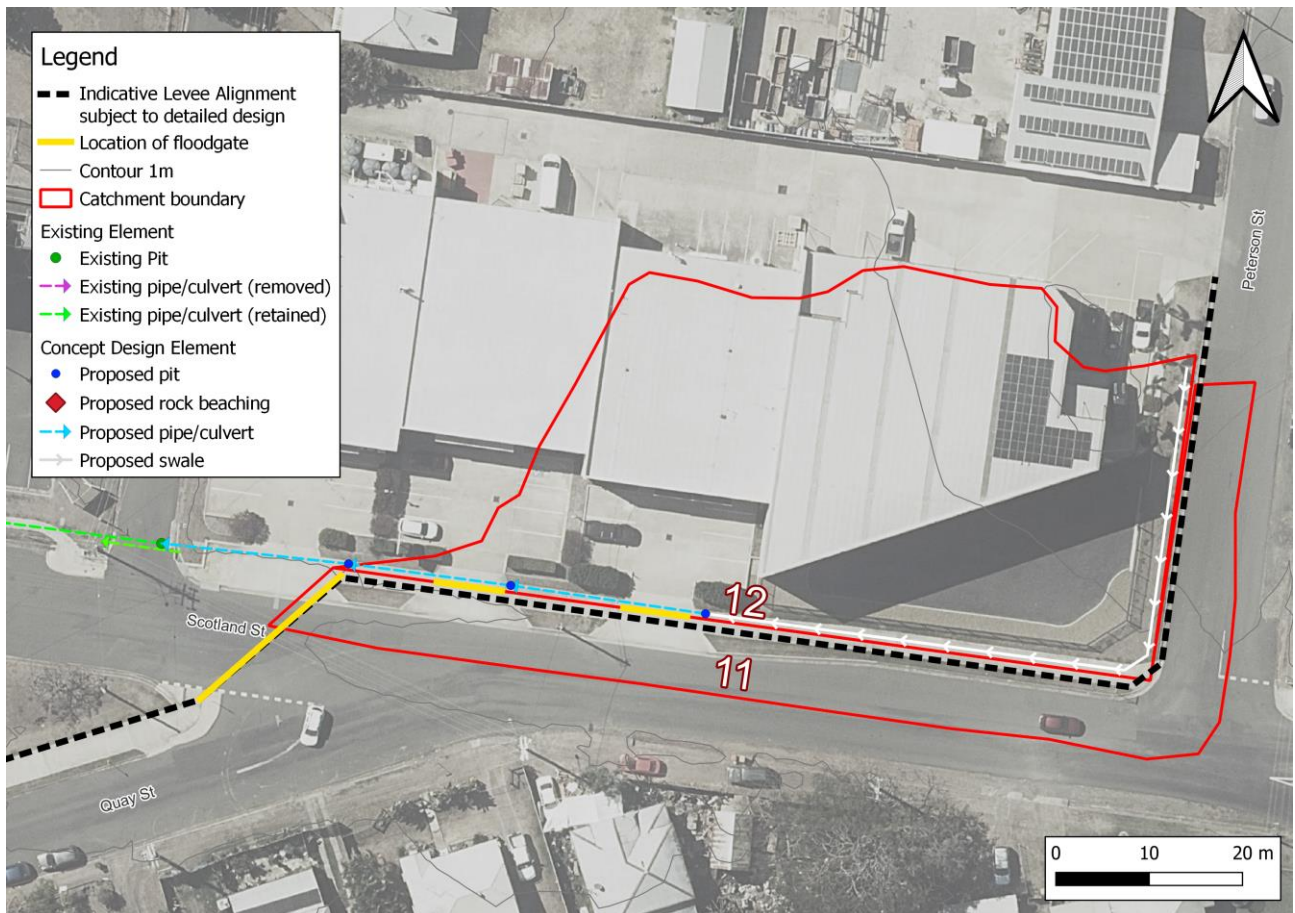 Legend
Indicative Levee Alignment
subject to detailed design
Location of floodgate
Contour 1m
Catchment boundary
Existing Element
Existing Pit
Existing pipe/culvert (removed)
Existing pipe/culvert (retained)
Concept Design Element
Proposed pit
Proposed rock beaching
Proposed pipe/culvert
Proposed swale
Peterson St
12
11
Scotland St
Quay St
0 10 20 m